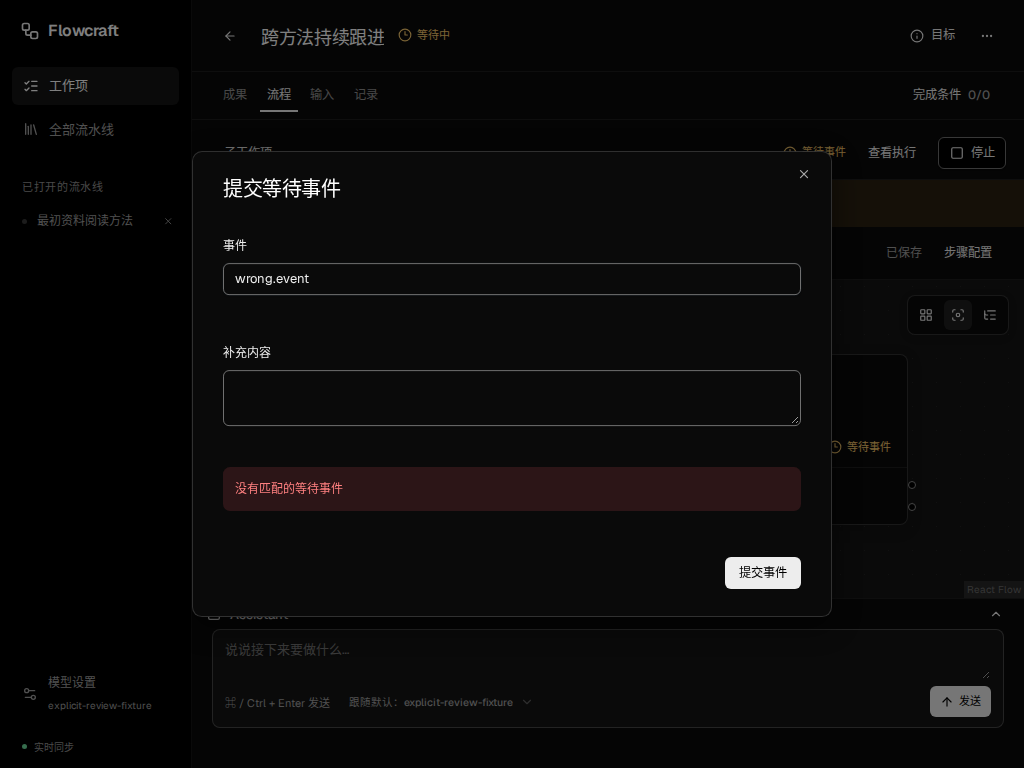 Flowcraft
工作项
全部流水线
已打开的流水线
最初资料阅读方法
模型设置
explicit-review-fixture
实时同步
跨方法持续跟进
等待中
目标
成果
流程
输入
记录
完成条件 0/0
子工作项
等待事件
查看执行
停止
已保存
步骤配置
提交等待事件
事件
wrong.event
补充内容
没有匹配的等待事件
提交事件
等待事件
React Flow
Assistant
说说接下来要做什么...
⌘ / Ctrl + Enter 发送
跟随默认: explicit-review-fixture
发送